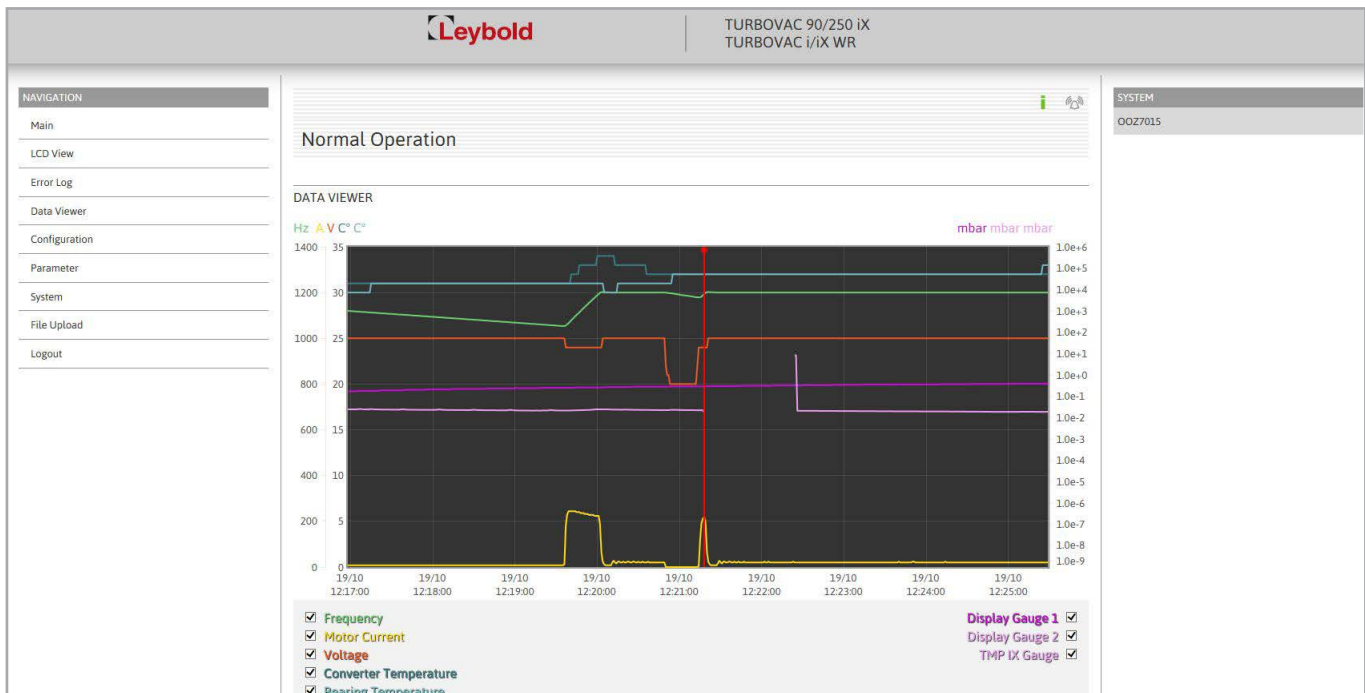 Leybold
TURBOVAC 90/250 iX
TURBOVAC i/iX WR
NAVIGATION
Main
LCD View
Error Log
Data Viewer
Configuration
Parameter
System
File Upload
Logout
i
Normal Operation
DATA VIEWER
Hz A V C° C°
mbar mbar mbar
1400 35 1.0e+6
1.0e+5
1200 30 1.0e+4
1.0e+3
1000 25 1.0e+2
1.0e+1
800 20 1.0e+0
1.0e-1
600 15 1.0e-2
1.0e-3
1.0e-4
400 10 1.0e-5
1.0e-6
200 5 1.0e-7
1.0e-8
0 0 1.0e-9
19/10 19/10 19/10 19/10 19/10 19/10 19/10 19/10 19/10
12:17:00 12:18:00 12:19:00 12:20:00 12:21:00 12:22:00 12:23:00 12:24:00 12:25:00
Frequency
Motor Current
Voltage
Converter Temperature
Bearing Temperature
Display Gauge 1
Display Gauge 2
TMP IX Gauge
SYSTEM
OOZ7015